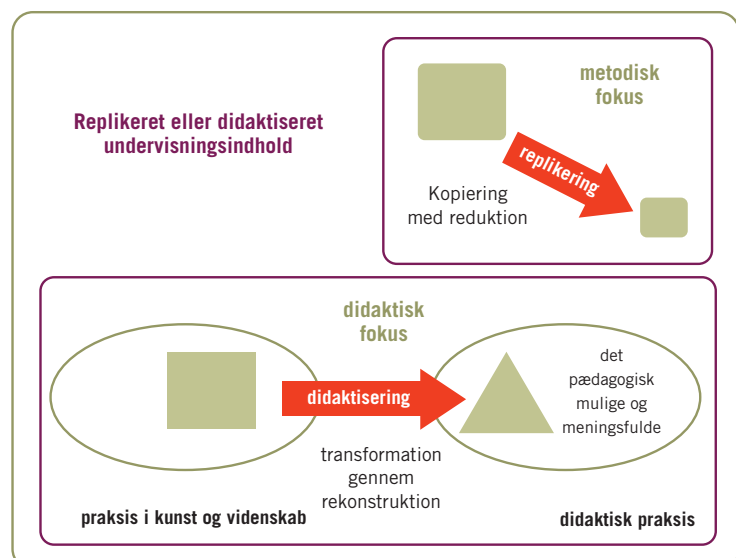 Replikeret eller didaktiseret
undervisningsindhold
metodisk
fokus
replikering
Kopiering
med reduktion
didaktisk
fokus
didaktisering
transformation
gennem
rekonstruktion
det
pædagogisk
mulige og
meningsfulde
praksis i kunst og videnskab
didaktisk praksis